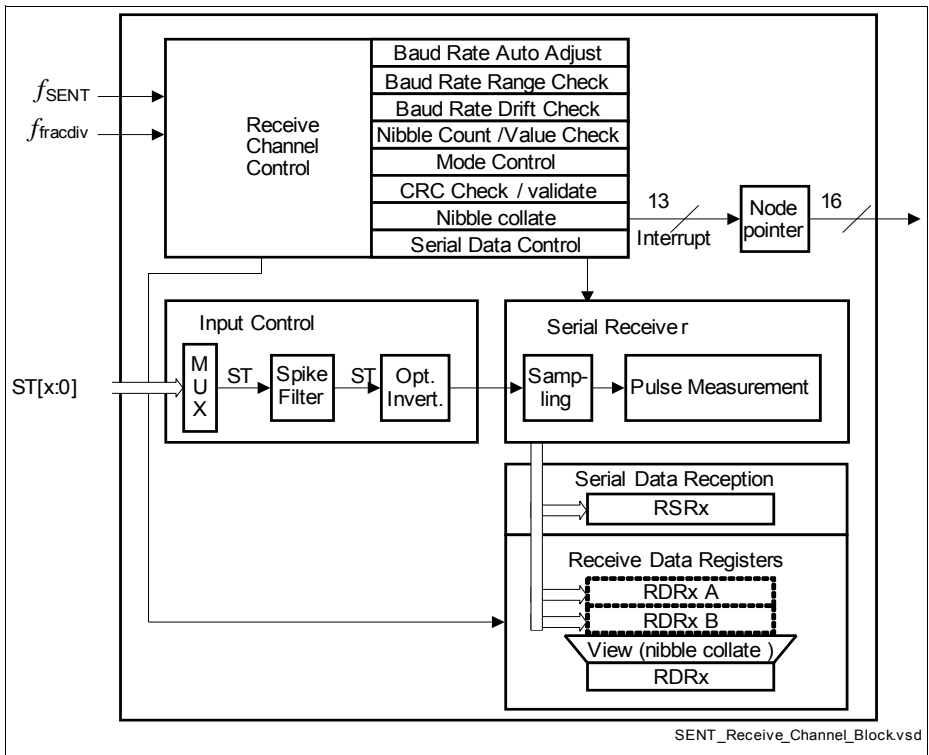 Baud Rate Auto Adjust
Baud Rate Range Check
Baud Rate Drift Check
Nibble Count /Value Check
Mode Control
CRC Check / validate
Nibble collate
Serial Data Control
fSENT
ffracdiv
Receive
Channel
Control
13
Interrupt
Node
pointer
16
Input Control
ST[x:0]
M
U
X
ST
Spike
Filter
ST
Opt.
Invert.
Serial Receiver
Samp-
ling
Pulse Measurement
Serial Data Reception
RSRx
Receive Data Registers
RDRx A
RDRx B
View (nibble collate )
RDRx
SENT_Receive_Channel_Block.vsd